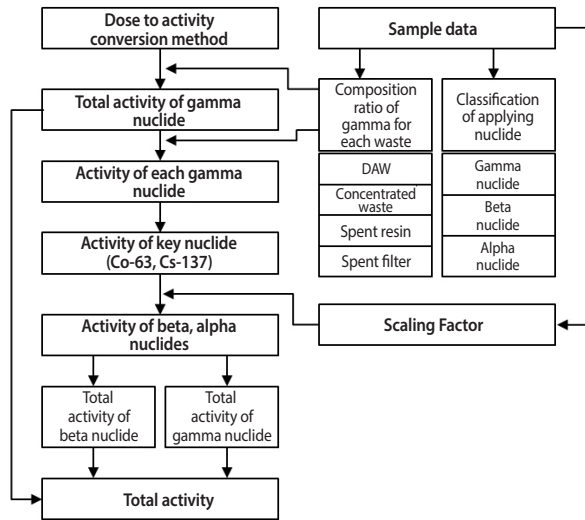 Dose to activity
conversion method
Sample data
Total activity of gamma
nuclide
Composition
ratio of
gamma for
each waste
Classification
of applying
nuclide
DAW
Concentrated
waste
Spent resin
Spent filter
Gamma
nuclide
Beta
nuclide
Alpha
nuclide
Activity of each gamma
nuclide
Activity of key nuclide
(Co-63, Cs-137)
Activity of beta, alpha
nuclides
Scaling Factor
Total
activity of
beta nuclide
Total
activity of
gamma nuclide
Total activity